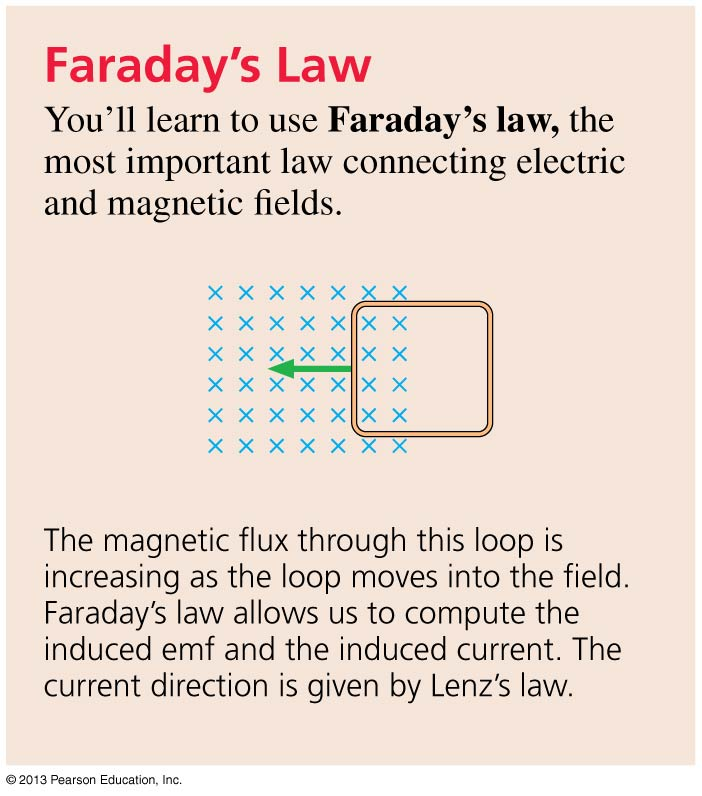 Faraday’s Law
You’ll learn to use Faraday’s law, the
most important law connecting electric
and magnetic fields.
The magnetic flux through this loop is
increasing as the loop moves into the field.
Faraday’s law allows us to compute the
induced emf and the induced current. The
current direction is given by Lenz’s law.
© 2013 Pearson Education, Inc.